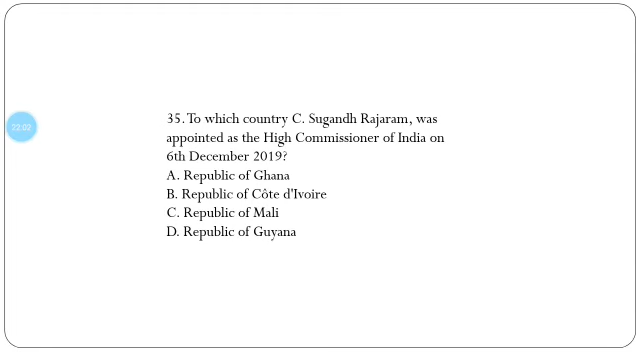 22:02
35. To which country C. Sugandh Rajaram, was
appointed as the High Commissioner of India on
6th December 2019?
A. Republic of Ghana
B. Republic of Côte d'Ivoire
C. Republic of Mali
D. Republic of Guyana